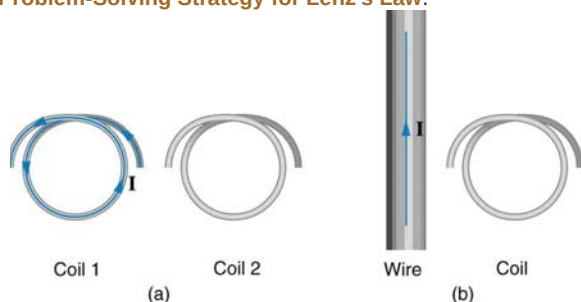 Problem-Solving Strategy for Lenz's Law.
I
I
Coil 1
Coil 2
Wire
Coil
(a)
(b)